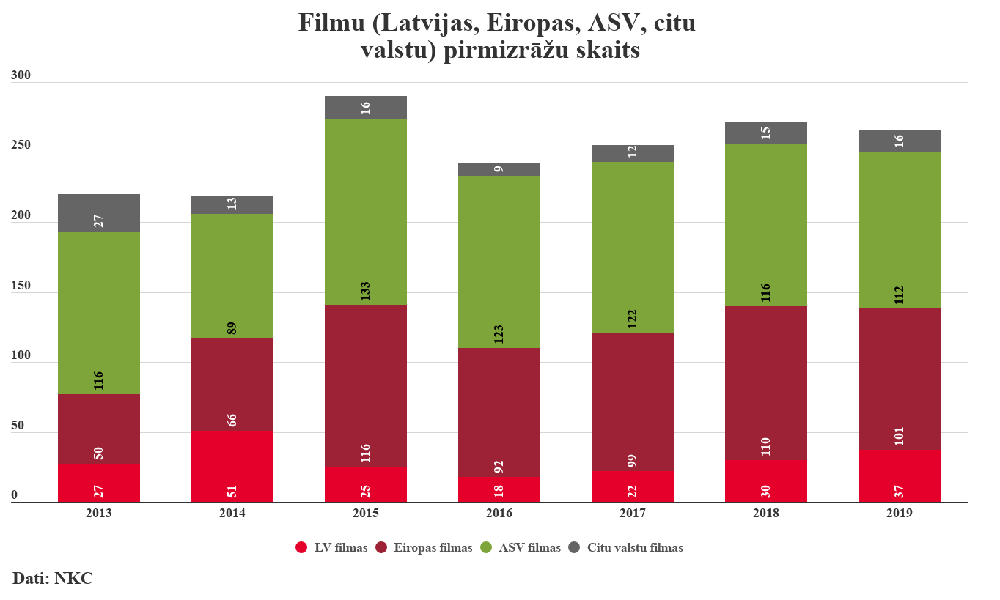 Filmu (Latvijas, Eiropas, ASV, citu
valstu) pirmizrāžu skaits
300
250
200
150
100
50
0
27 13 16 9 12 15 16
116 89 133 123 122 116 112
50 66 116 92 99 110 101
27 51 25 18 22 30 37
2013 2014 2015 2016 2017 2018 2019
LV filmas Eiropas filmas ASV filmas Citu valstu filmas
Dati: NKC